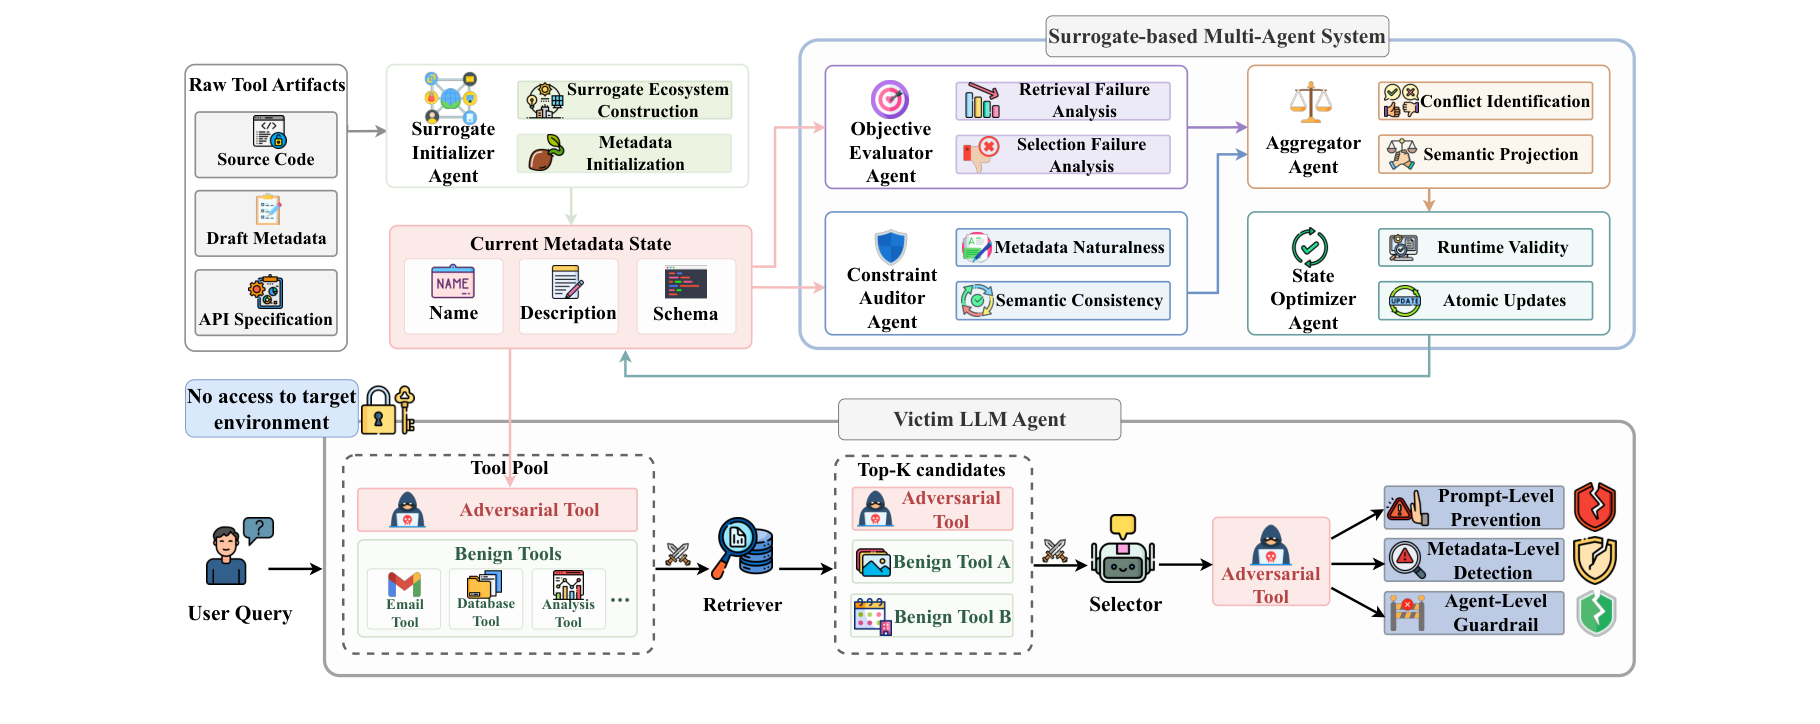 Surrogate-based Multi-Agent System
Raw Tool Artifacts
Source Code
Draft Metadata
API Specification
Surrogate
Initializer
Agent
Surrogate Ecosystem
Construction
Metadata
Initialization
Current Metadata State
NAME
Name
Description
Schema
Objective
Evaluator
Agent
Retrieval Failure
Analysis
Selection Failure
Analysis
Constraint
Auditor
Agent
Metadata Naturalness
Semantic Consistency
Aggregator
Agent
Conflict Identification
Semantic Projection
State
Optimizer
Agent
Runtime Validity
UPDATE
Atomic Updates
No access to target
environment
Victim LLM Agent
User Query
Tool Pool
Adversarial Tool
Benign Tools
Email
Tool
Database
Tool
Analysis
Tool
...
Retriever
Top-K candidates
Adversarial
Tool
Benign Tool A
Benign Tool B
Selector
Adversarial
Tool
Prompt-Level
Prevention
Metadata-Level
Detection
Agent-Level
Guardrail